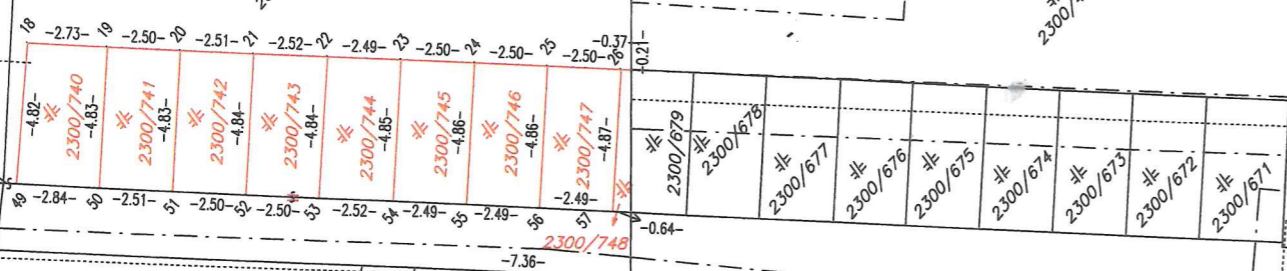 18 -2.73- 19 -2.50- 20 -2.51- 21 -2.52- 22 -2.49- 23 -2.50- 24 -2.50- 25 -2.50- 26 -0.37-
-0.21-
-4.82- 2300/740 -4.83- 2300/741 -4.83- 2300/742 -4.84- 2300/743 -4.84- 2300/744 -4.85- 2300/745 -4.86- 2300/746 -4.86- 2300/747 -4.87-
2300/679 2300/678 2300/677 2300/676 2300/675 2300/674 2300/673 2300/672 2300/671
49 -2.84- 50 -2.51- 51 -2.50- 52 -2.50- 53 -2.52- 54 -2.49- 55 -2.49- 56 -2.49- 57 -0.64-
2300/748
-7.36-